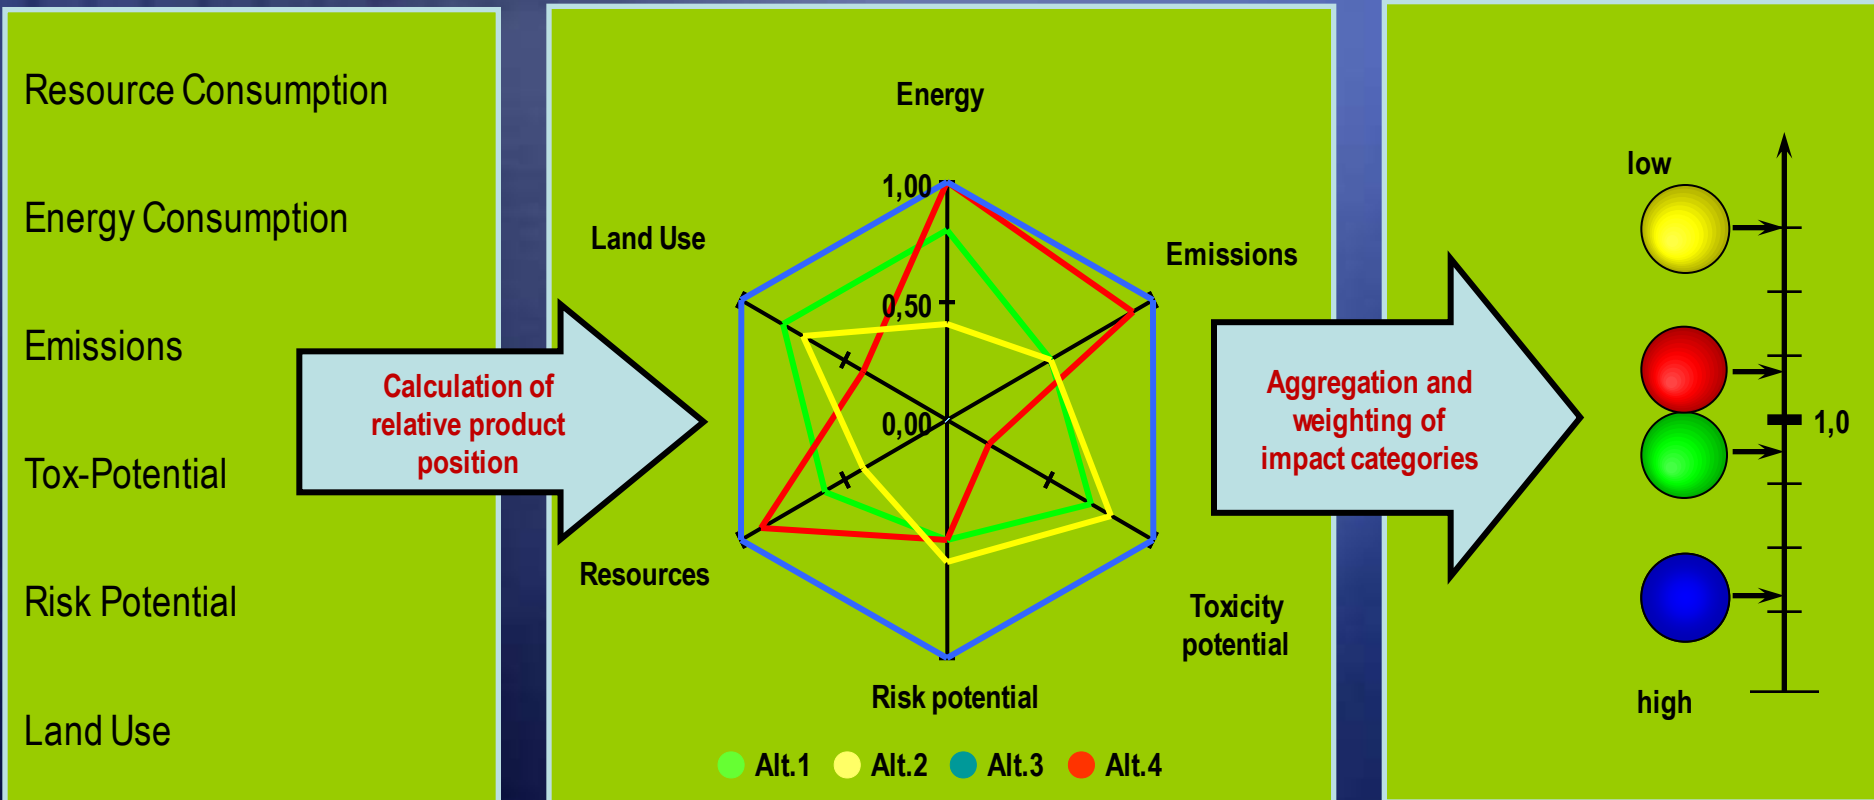 Resource Consumption
Energy Consumption
Emissions
Tox-Potential
Risk Potential
Land Use
Calculation of
relative product
position
Energy
1,00
Land Use
Emissions
0,50
0,00
Resources
Toxicity
potential
Risk potential
Alt.1 Alt.2 Alt.3 Alt.4
Aggregation and
weighting of
impact categories
low
1,0
high